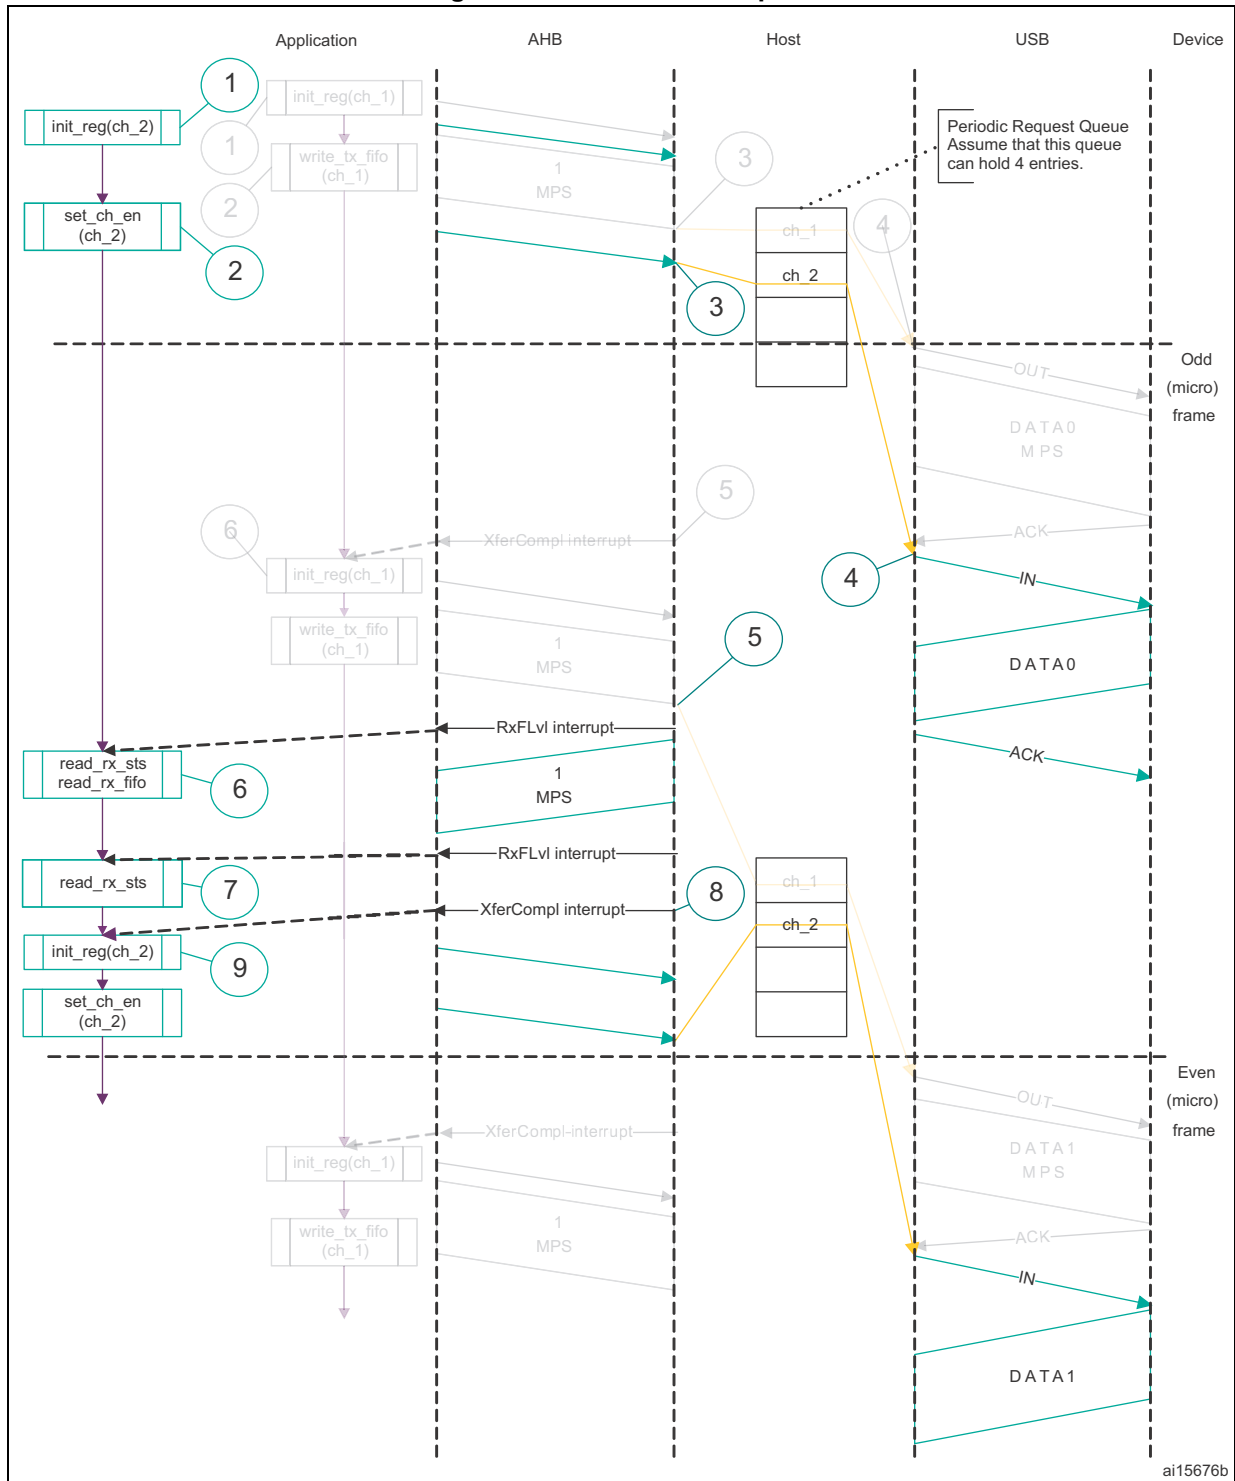 Application
AHB
Host
USB
Device
1
init_reg(ch_2)
init_reg(ch_1)
1
write_tx_fifo
(ch_1)
1
MPS
3
Periodic Request Queue
Assume that this queue
can hold 4 entries.
set_ch_en
(ch_2)
2
2
ch_1
4
ch_2
3
Odd
(micro)
frame
OUT
DATA0
MPS
5
6
XferCompl interrupt
ACK
init_reg(ch_1)
4
IN
write_tx_fifo
(ch_1)
1
MPS
5
DATA0
RxFLvl interrupt
ACK
read_rx_sts
read_rx_fifo
6
1
MPS
RxFLvl interrupt
read_rx_sts
7
ch_1
8
XferCompl interrupt
ch_2
init_reg(ch_2)
9
set_ch_en
(ch_2)
Even
(micro)
frame
OUT
XferCompl-interrupt
DATA1
MPS
init_reg(ch_1)
write_tx_fifo
(ch_1)
1
MPS
ACK
IN
DATA1
ai15676b